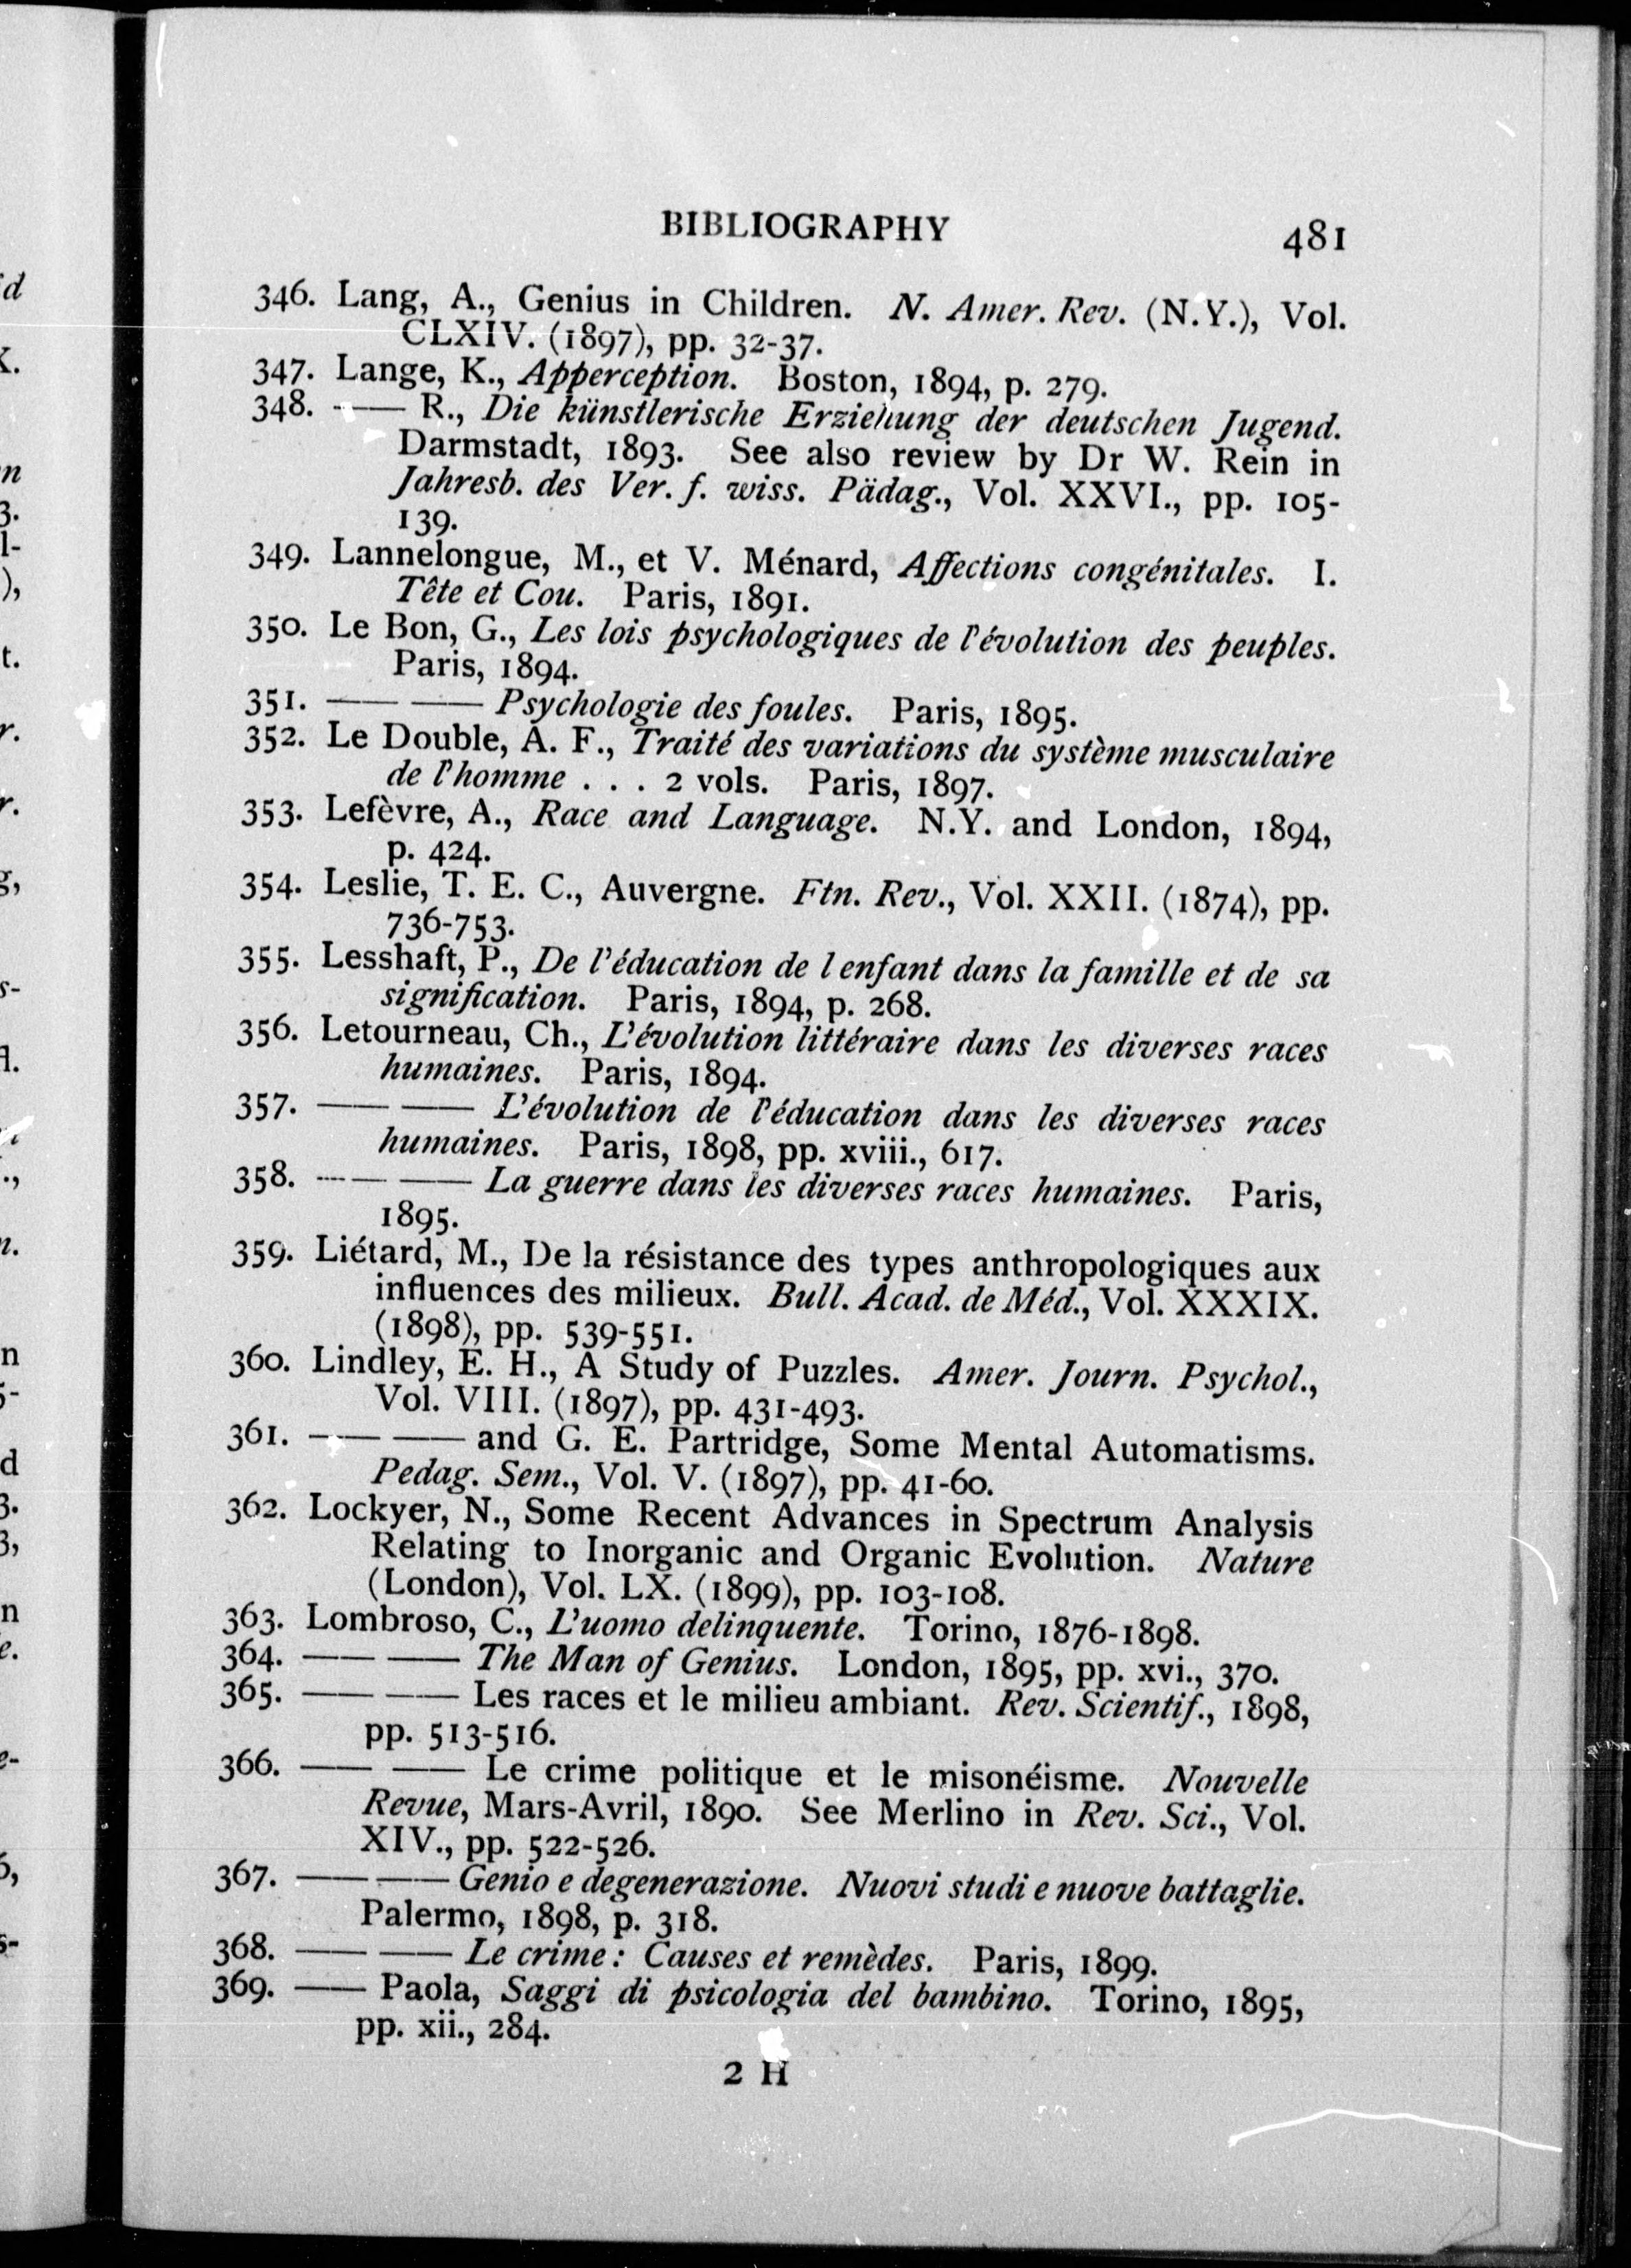 BIBLIOGRAPHY 481
346. Lang, A., Genius in Children. N. Amer. Rev. (N.Y.), Vol.
CLXIV. (1897), pp. 32-37.
347. Lange, K., Apperception. Boston, 1894, p. 279.
348. —— R., Die künstlerische Erziehung der deutschen Jugend.
Darmstadt, 1893. See also review by Dr W. Rein in
Jahresb. des Ver. f. wiss. Pädag., Vol. XXVI., pp. 105-
139.
349. Lannelongue, M., et V. Ménard, Affections congénitales. I.
Tête et Cou. Paris, 1891.
350. Le Bon, G., Les lois psychologiques de l'évolution des peuples.
Paris, 1894.
351. —— —— Psychologie des foules. Paris, 1895.
352. Le Double, A. F., Traité des variations du système musculaire
de l'homme . . . 2 vols. Paris, 1897.
353. Lefèvre, A., Race and Language. N.Y. and London, 1894,
p. 424.
354. Leslie, T. E. C., Auvergne. Ftn. Rev., Vol. XXII. (1874), pp.
736-753.
355. Lesshaft, P., De l'éducation de l enfant dans la famille et de sa
signification. Paris, 1894, p. 268.
356. Letourneau, Ch., L'évolution littéraire dans les diverses races
humaines. Paris, 1894.
357. —— —— L'évolution de l'éducation dans les diverses races
humaines. Paris, 1898, pp. xviii., 617.
358. —— —— La guerre dans les diverses races humaines. Paris,
1895.
359. Liétard, M., De la résistance des types anthropologiques aux
influences des milieux. Bull. Acad. de Méd., Vol. XXXIX.
(1898), pp. 539-551.
360. Lindley, E. H., A Study of Puzzles. Amer. Journ. Psychol.,
Vol. VIII. (1897), pp. 431-493.
361. —— —— and G. E. Partridge, Some Mental Automatisms.
Pedag. Sem., Vol. V. (1897), pp. 41-60.
362. Lockyer, N., Some Recent Advances in Spectrum Analysis
Relating to Inorganic and Organic Evolution. Nature
(London), Vol. LX. (1899), pp. 103-108.
363. Lombroso, C., L'uomo delinquente. Torino, 1876-1898.
364. —— —— The Man of Genius. London, 1895, pp. xvi., 370.
365. —— —— Les races et le milieu ambiant. Rev. Scientif., 1898,
pp. 513-516.
366. —— —— Le crime politique et le misonéisme. Nouvelle
Revue, Mars-Avril, 1890. See Merlino in Rev. Sci., Vol.
XIV., pp. 522-526.
367. —— —— Genio e degenerazione. Nuovi studi e nuove battaglie.
Palermo, 1898, p. 318.
368. —— —— Le crime: Causes et remèdes. Paris, 1899.
369. —— Paola, Saggi di psicologia del bambino. Torino, 1895,
pp. xii., 284.
2 H